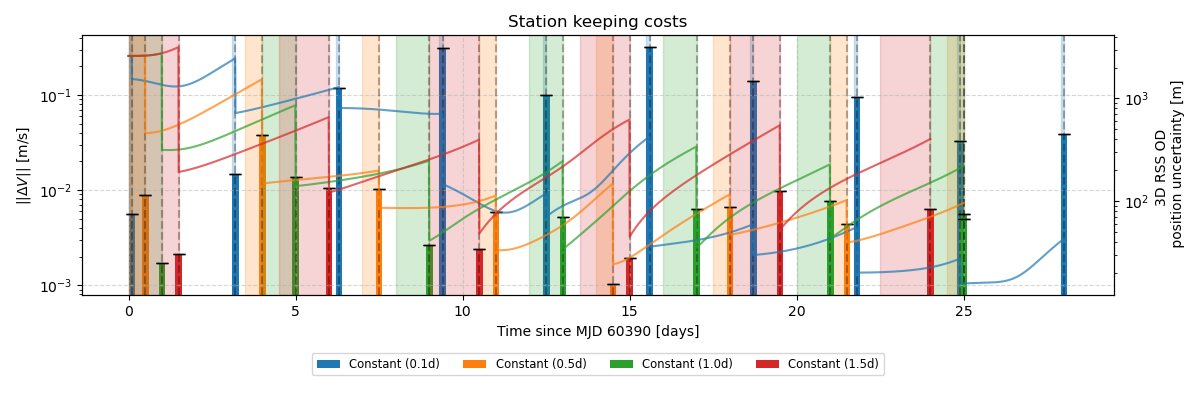 Station keeping costs
||ΔV|| [m/s]
10⁻¹
10⁻²
10⁻³
10³
10²
3D RSS OD
position uncertainty [m]
0 5 10 15 20 25
Time since MJD 60390 [days]
Constant (0.1d) Constant (0.5d) Constant (1.0d) Constant (1.5d)